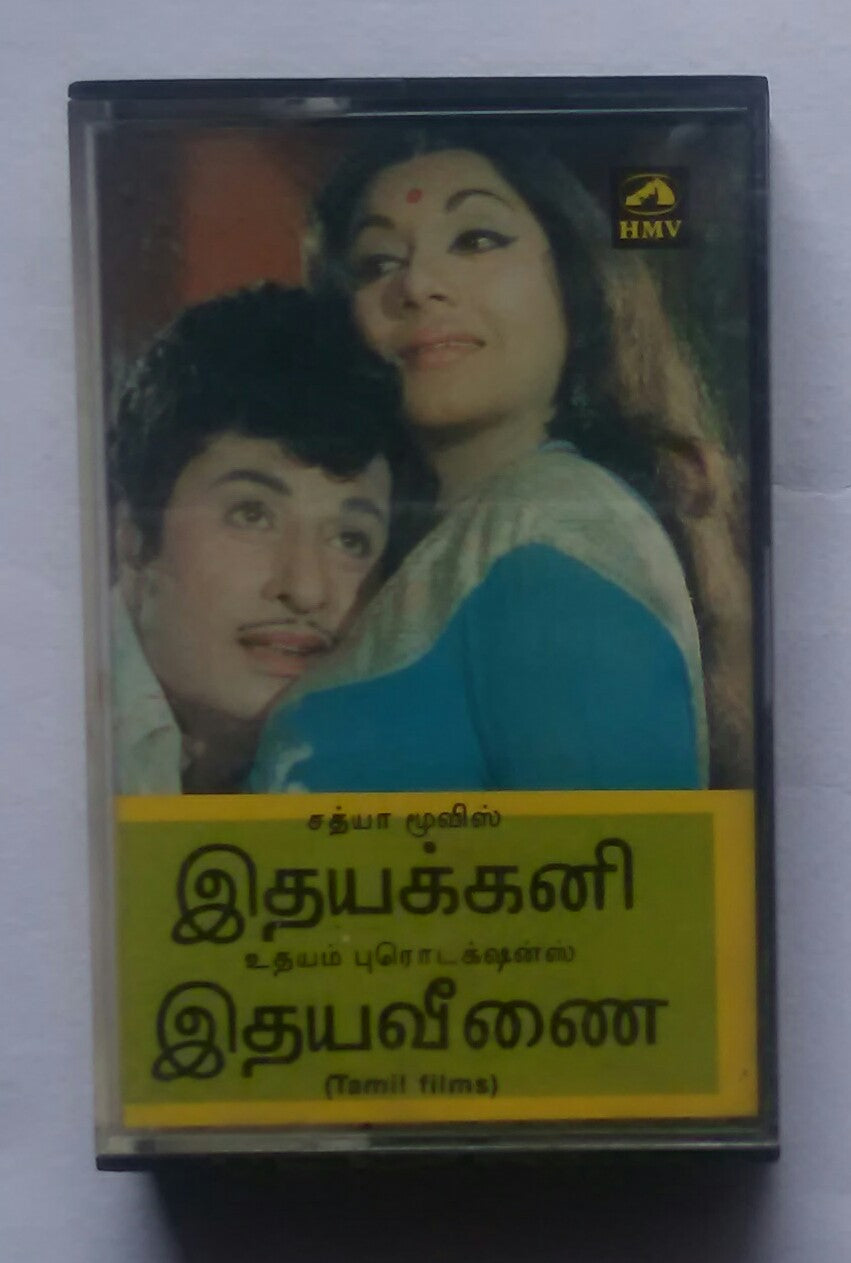 HMV
சத்யா மூவிஸ்
இதயக்கனி
உதயம் புரொடக்ஷன்ஸ்
இதயவீணை
(Tamil films)